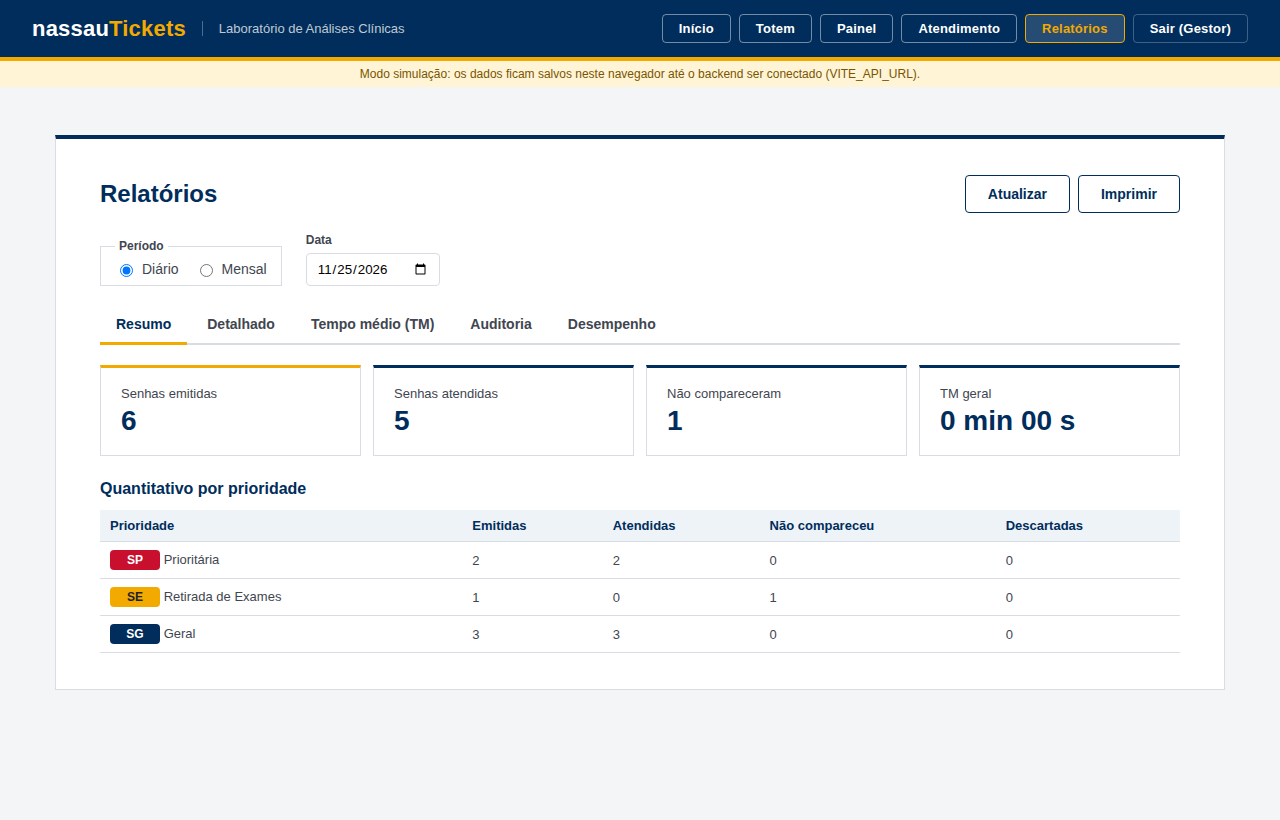 nassauTickets
Laboratório de Análises Clínicas
Início
Totem
Painel
Atendimento
Relatórios
Sair (Gestor)
Modo simulação: os dados ficam salvos neste navegador até o backend ser conectado (VITE_API_URL).
Relatórios
Atualizar
Imprimir
Período
Diário
Mensal
Data
11/25/2026
Resumo
Detalhado
Tempo médio (TM)
Auditoria
Desempenho
Senhas emitidas
6
Senhas atendidas
5
Não compareceram
1
TM geral
0 min 00 s
Quantitativo por prioridade
Prioridade Emitidas Atendidas Não compareceu Descartadas
SP Prioritária 2 2 0 0
SE Retirada de Exames 1 0 1 0
SG Geral 3 3 0 0